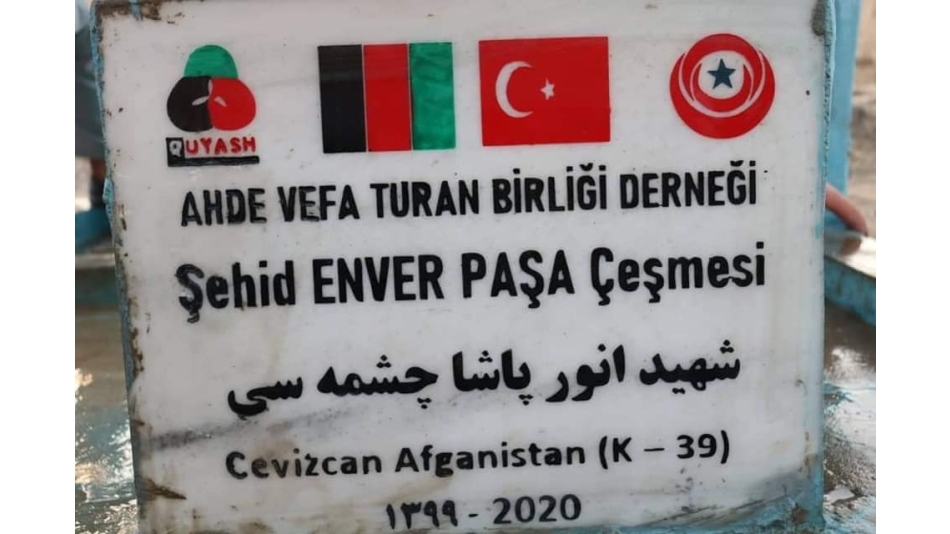 QUYASH
AHDE VEFA TURAN BİRLİĞİ DERNEĞİ
Şehid ENVER PAŞA Çeşmesi
شهید انور پاشا چشمه سی
Cevizcan Afganistan (K – 39)
۱۳۹۹ - 2020